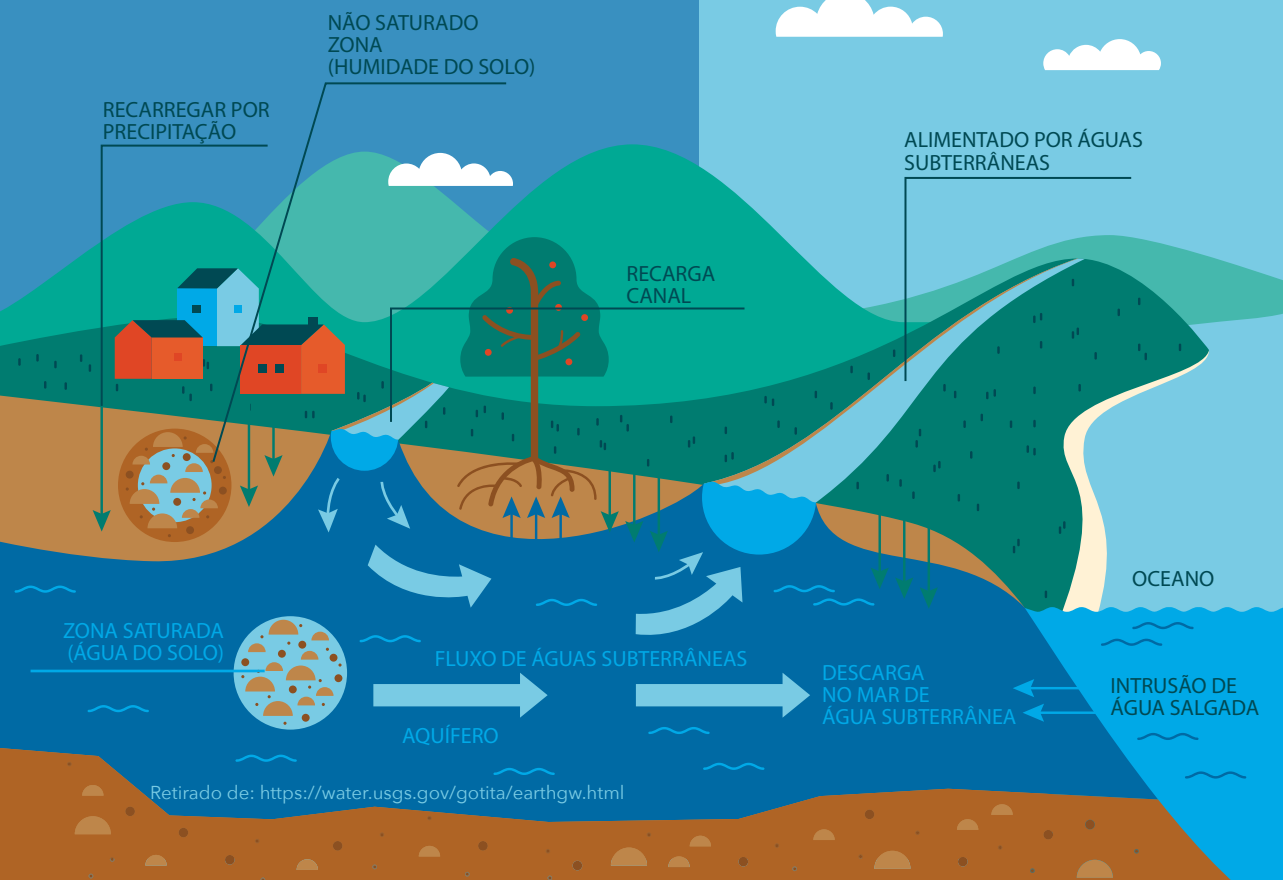 NÃO SATURADO
ZONA
(HUMIDADE DO SOLO)
RECARREGAR POR
PRECIPITAÇÃO
ALIMENTADO POR ÁGUAS
SUBTERRÂNEAS
RECARGA
CANAL
OCEANO
ZONA SATURADA
(ÁGUA DO SOLO)
FLUXO DE ÁGUAS SUBTERRÂNEAS
DESCARGA
NO MAR DE
ÁGUA SUBTERRÂNEA
INTRUSÃO DE
ÁGUA SALGADA
AQUÍFERO
Retirado de: https://water.usgs.gov/gotita/earthgw.html